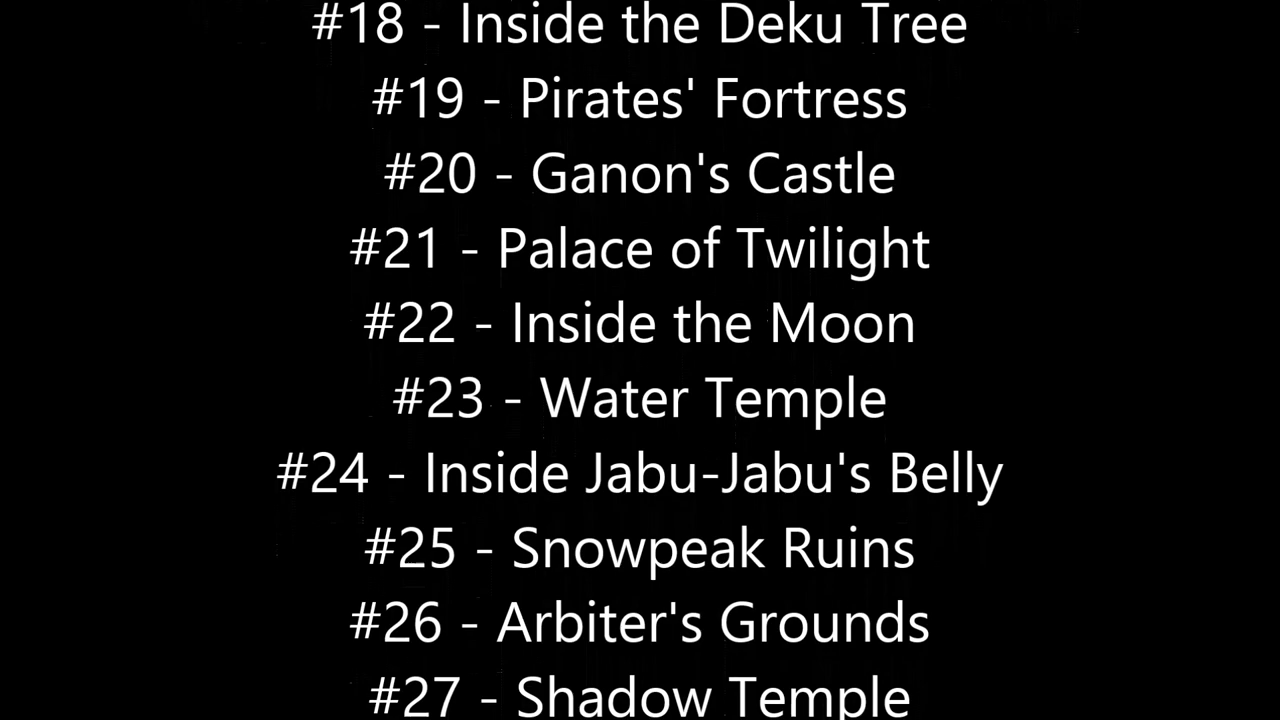 #18 - Inside the Deku Tree
#19 - Pirates' Fortress
#20 - Ganon's Castle
#21 - Palace of Twilight
#22 - Inside the Moon
#23 - Water Temple
#24 - Inside Jabu-Jabu's Belly
#25 - Snowpeak Ruins
#26 - Arbiter's Grounds
#27 - Shadow Temple